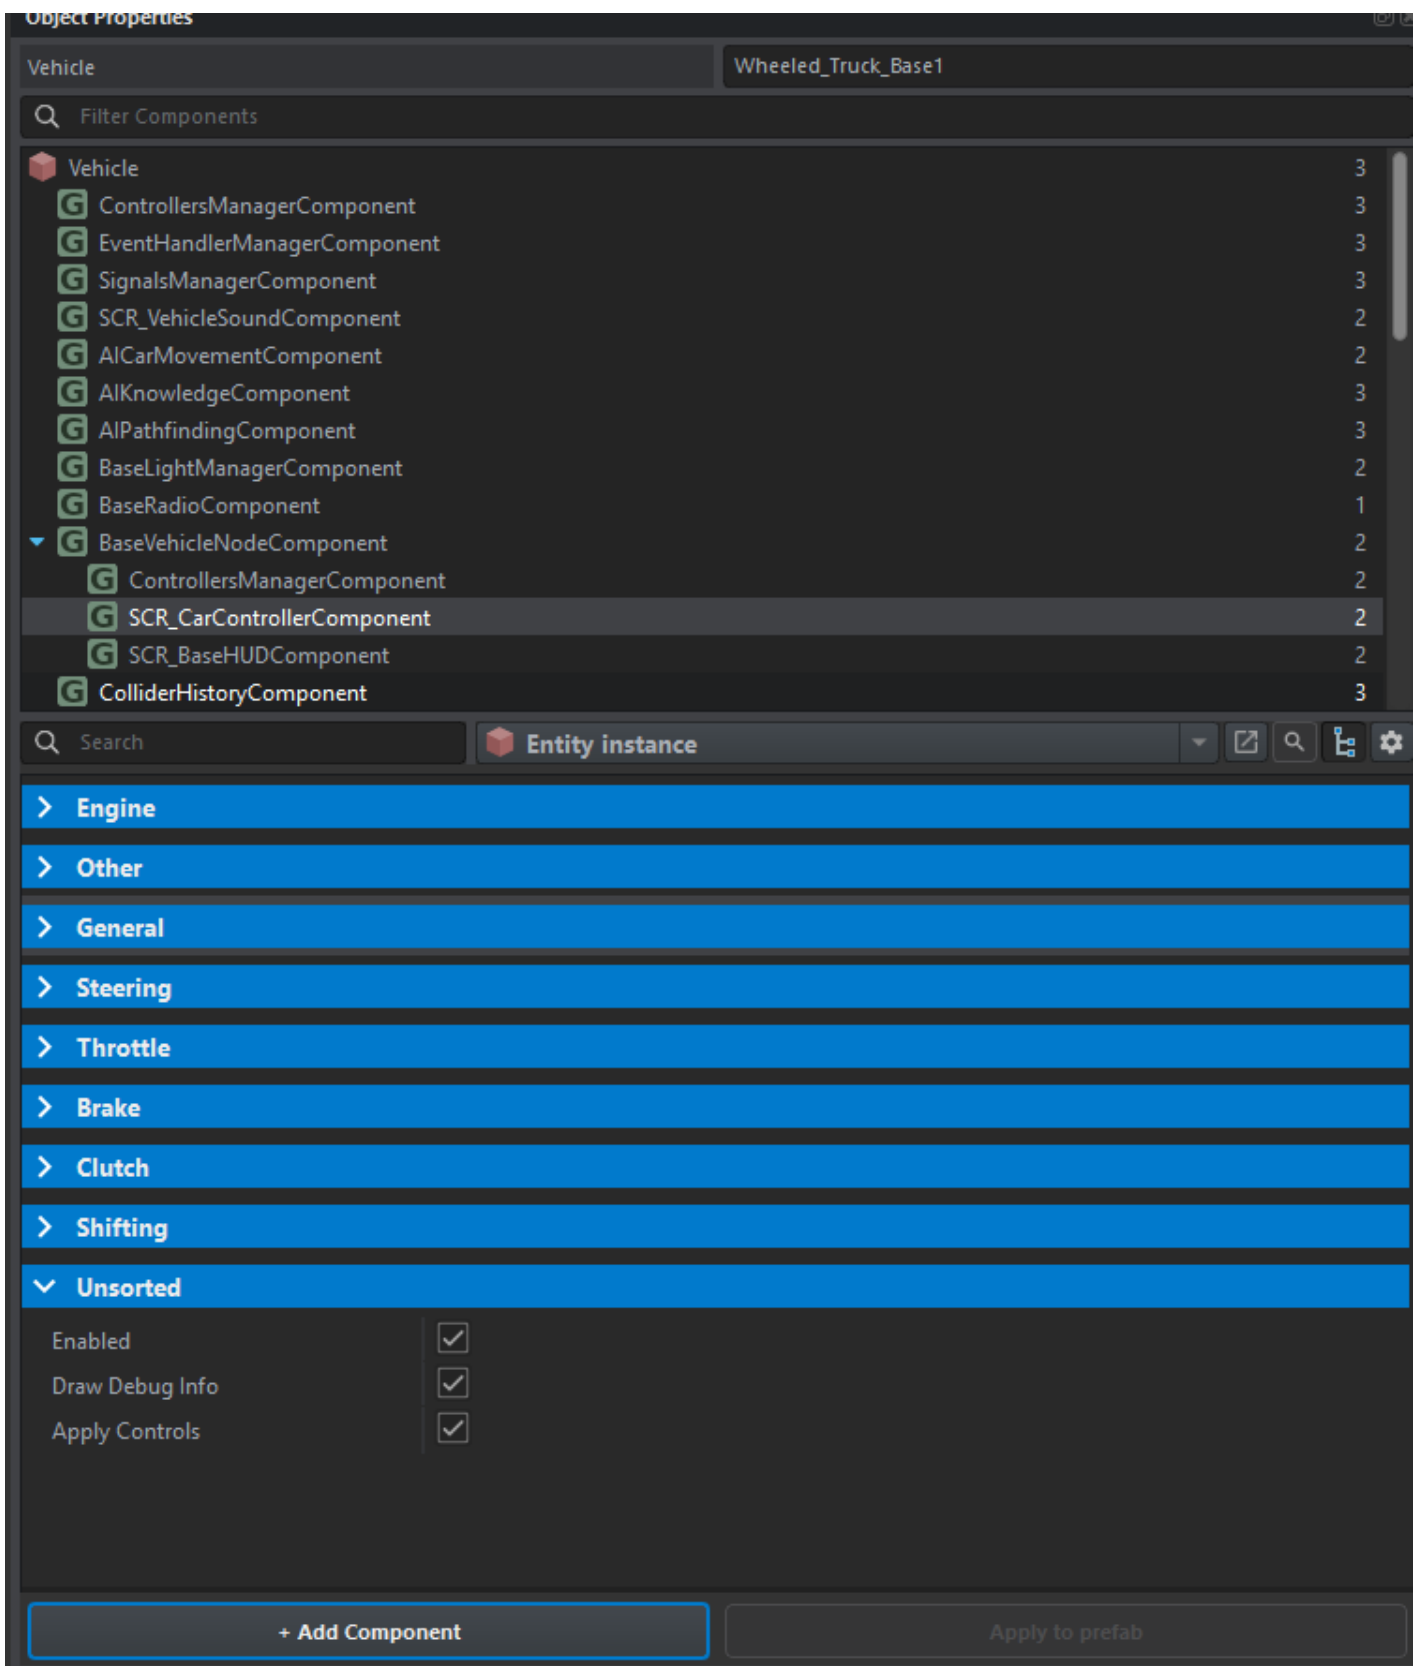 Object Properties
Vehicle Wheeled_Truck_Base1
Filter Components
Vehicle 3
ControllersManagerComponent 3
EventHandlerManagerComponent 3
SignalsManagerComponent 3
SCR_VehicleSoundComponent 2
AICarMovementComponent 2
AIKnowledgeComponent 3
AIPathfindingComponent 3
BaseLightManagerComponent 2
BaseRadioComponent 1
BaseVehicleNodeComponent 2
ControllersManagerComponent 2
SCR_CarControllerComponent 2
SCR_BaseHUDComponent 2
ColliderHistoryComponent 3
Search Entity instance
Engine
Other
General
Steering
Throttle
Brake
Clutch
Shifting
Unsorted
Enabled
Draw Debug Info
Apply Controls
+ Add Component Apply to prefab